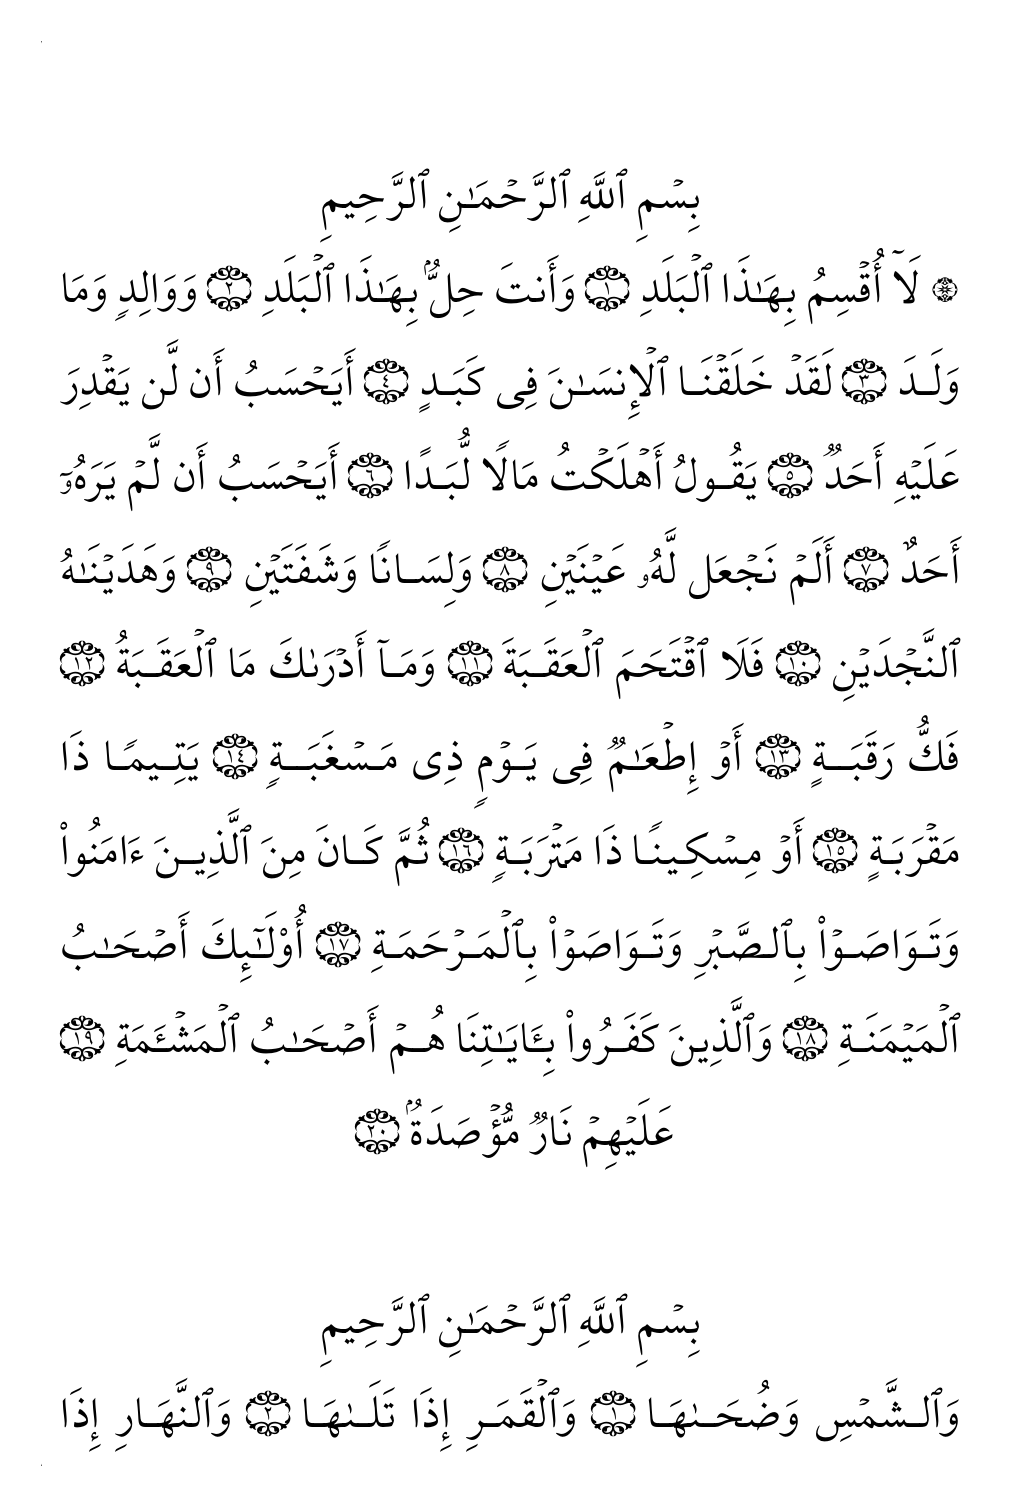 بِسۡمِ ٱللَّهِ ٱلرَّحۡمَـٰنِ ٱلرَّحِيمِ
۞ لَآ أُقۡسِمُ بِهَـٰذَا ٱلۡبَلَدِ ﴿١﴾ وَأَنتَ حِلُّۢ بِهَـٰذَا ٱلۡبَلَدِ ﴿٢﴾ وَوَالِدٍ وَمَا
وَلَدَ ﴿٣﴾ لَقَدۡ خَلَقۡنَا ٱلۡإِنسَـٰنَ فِى كَبَدٍ ﴿٤﴾ أَيَحۡسَبُ أَن لَّن يَقۡدِرَ
عَلَيۡهِ أَحَدٌ ﴿٥﴾ يَقُولُ أَهۡلَكۡتُ مَالًا لُّبَدًا ﴿٦﴾ أَيَحۡسَبُ أَن لَّمۡ يَرَهُۥٓ
أَحَدٌ ﴿٧﴾ أَلَمۡ نَجۡعَل لَّهُۥ عَيۡنَيۡنِ ﴿٨﴾ وَلِسَانًا وَشَفَتَيۡنِ ﴿٩﴾ وَهَدَيۡنَـٰهُ
ٱلنَّجۡدَيۡنِ ﴿١٠﴾ فَلَا ٱقۡتَحَمَ ٱلۡعَقَبَةَ ﴿١١﴾ وَمَآ أَدۡرَىٰكَ مَا ٱلۡعَقَبَةُ ﴿١٢﴾
فَكُّ رَقَبَةٍ ﴿١٣﴾ أَوۡ إِطۡعَـٰمٌ فِى يَوۡمٍ ذِى مَسۡغَبَةٍ ﴿١٤﴾ يَتِيمًا ذَا
مَقۡرَبَةٍ ﴿١٥﴾ أَوۡ مِسۡكِينًا ذَا مَتۡرَبَةٍ ﴿١٦﴾ ثُمَّ كَانَ مِنَ ٱلَّذِينَ ءَامَنُوا۟
وَتَوَاصَوۡا۟ بِٱلصَّبۡرِ وَتَوَاصَوۡا۟ بِٱلۡمَرۡحَمَةِ ﴿١٧﴾ أُو۟لَـٰٓئِكَ أَصۡحَـٰبُ
ٱلۡمَيۡمَنَةِ ﴿١٨﴾ وَٱلَّذِينَ كَفَرُوا۟ بِـَٔايَـٰتِنَا هُمۡ أَصۡحَـٰبُ ٱلۡمَشۡـَٔمَةِ ﴿١٩﴾
عَلَيۡهِمۡ نَارٌ مُّؤۡصَدَةُۢ ﴿٢٠﴾
بِسۡمِ ٱللَّهِ ٱلرَّحۡمَـٰنِ ٱلرَّحِيمِ
وَٱلشَّمۡسِ وَضُحَىٰهَا ﴿١﴾ وَٱلۡقَمَرِ إِذَا تَلَىٰهَا ﴿٢﴾ وَٱلنَّهَارِ إِذَا